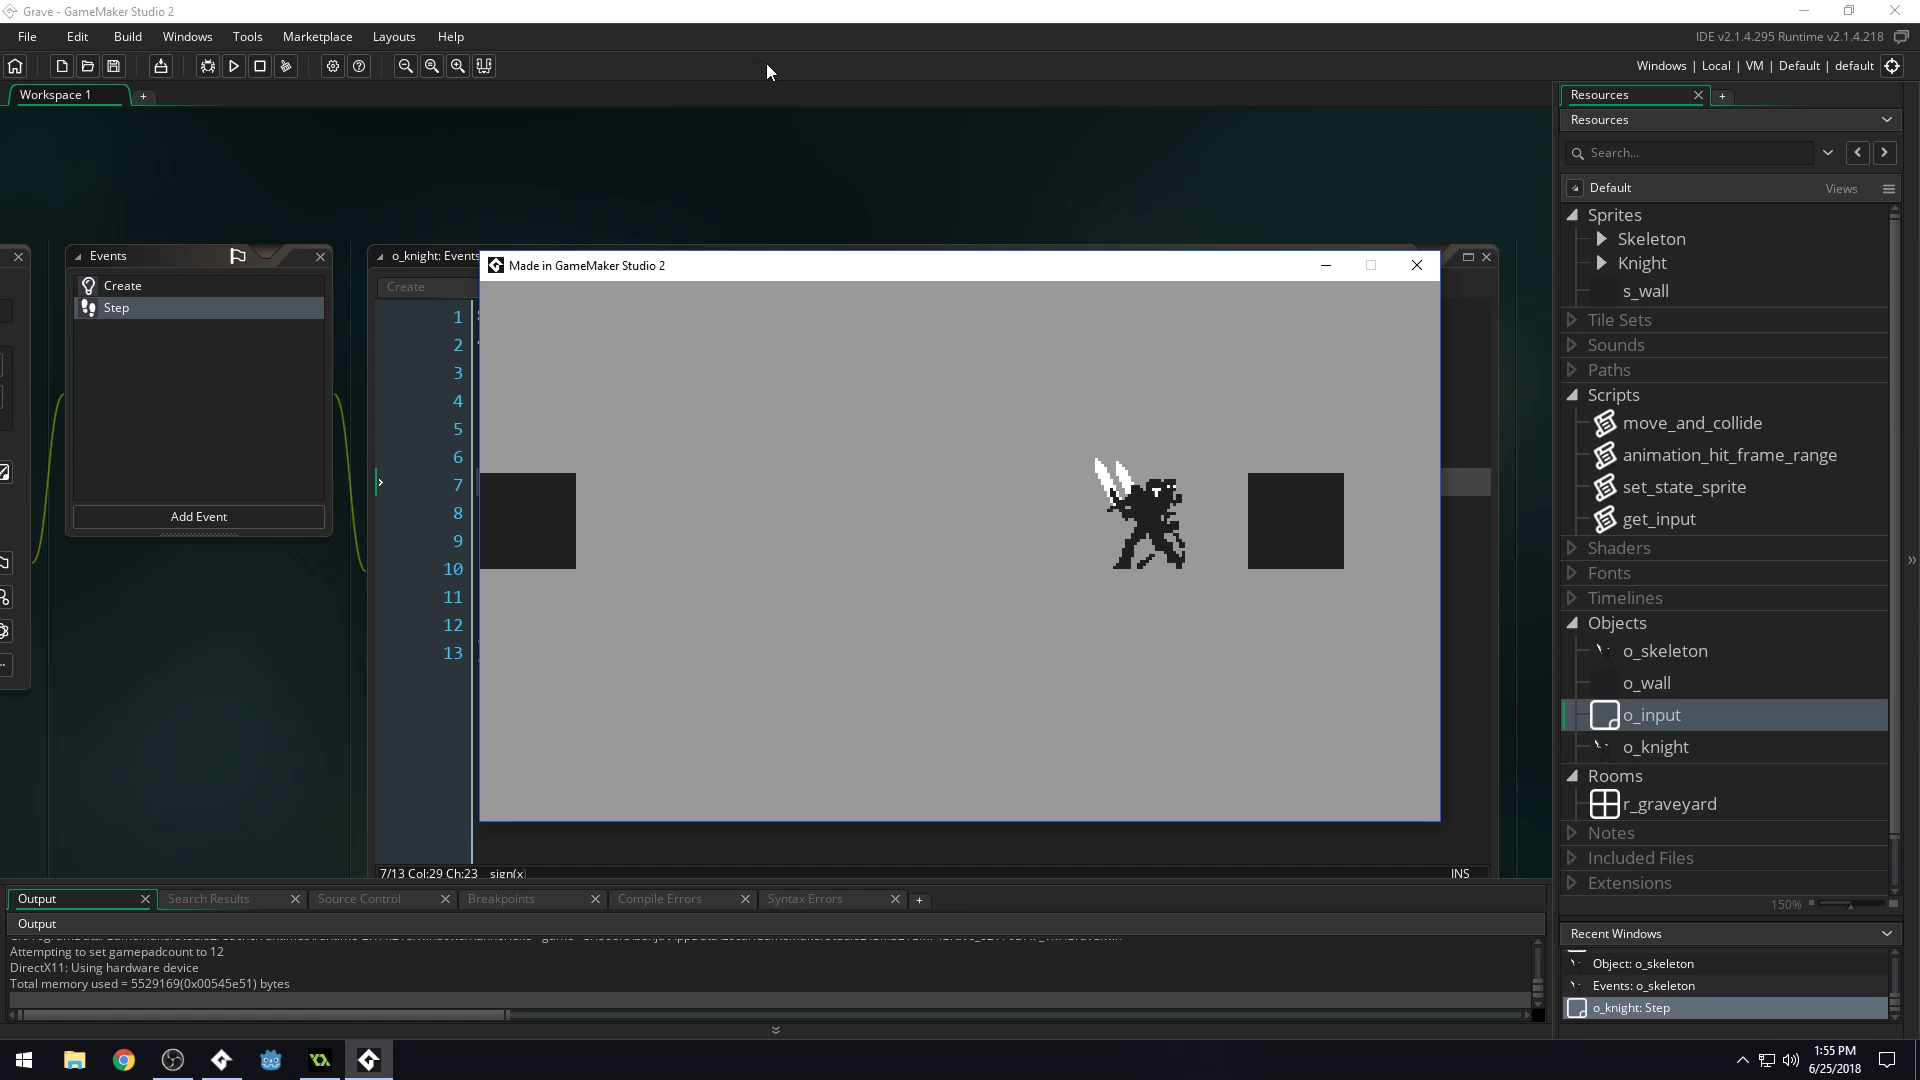 Grave - GameMaker Studio 2
File Edit Build Windows Tools Marketplace Layouts Help
IDE v2.1.4.295 Runtime v2.1.4.218
Windows | Local | VM | Default | default
Workspace 1
Events
Create
Step
Add Event
o_knight: Events
Create
1
2
3
4
5
6
7
8
9
10
11
12
13
Made in GameMaker Studio 2
7/13 Col:29 Ch:23 sign(x)
INS
Resources
Resources
Search...
Default
Views
Sprites
Skeleton
Knight
s_wall
Tile Sets
Sounds
Paths
Scripts
move_and_collide
animation_hit_frame_range
set_state_sprite
get_input
Shaders
Fonts
Timelines
Objects
o_skeleton
o_wall
o_input
o_knight
Rooms
r_graveyard
Notes
Included Files
Extensions
150%
Recent Windows
Object: o_skeleton
Events: o_skeleton
o_knight: Step
Output Search Results Source Control Breakpoints Compile Errors Syntax Errors
Output
Attempting to set gamepadcount to 12
DirectX11: Using hardware device
Total memory used = 5529169(0x00545e51) bytes
1:55 PM
6/25/2018